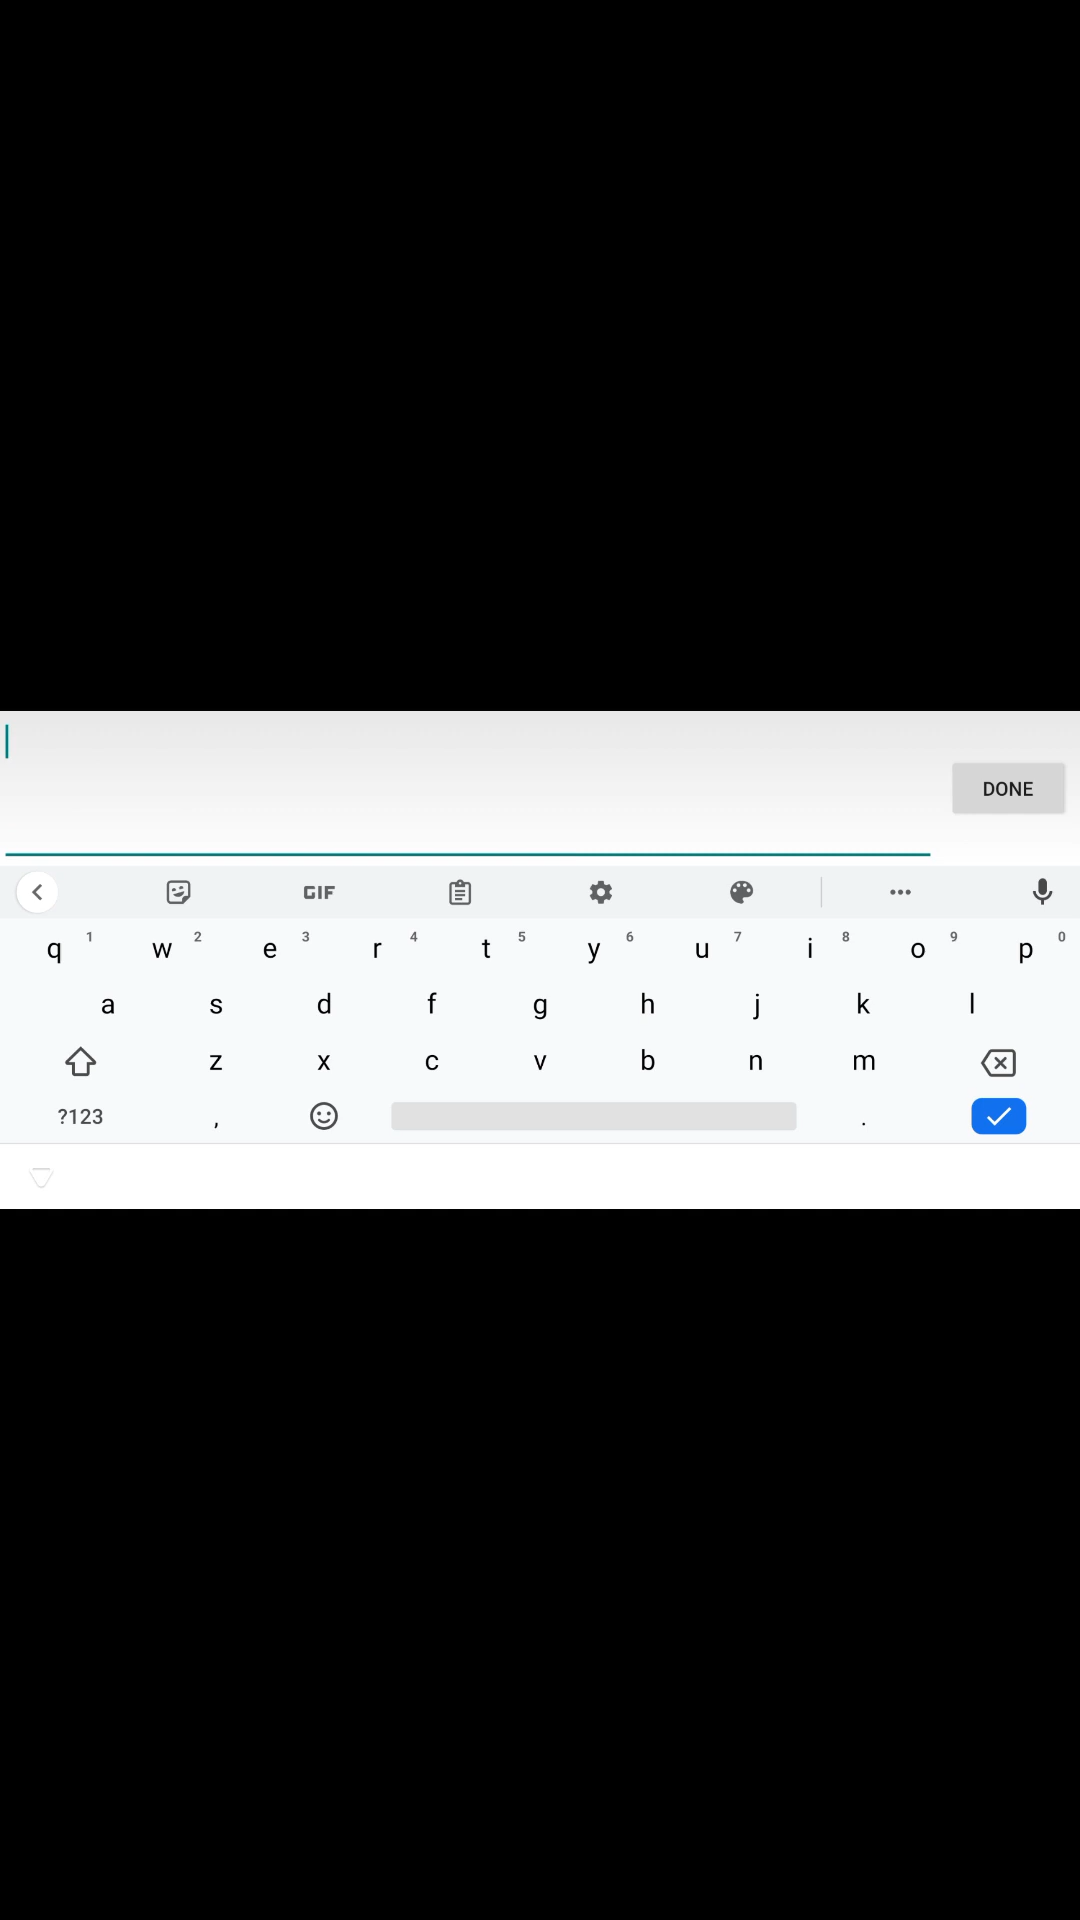 DONE
GIF
q 1 w 2 e 3 r 4 t 5 y 6 u 7 i 8 o 9 p 0
a s d f g h j k l
z x c v b n m
?123 , .